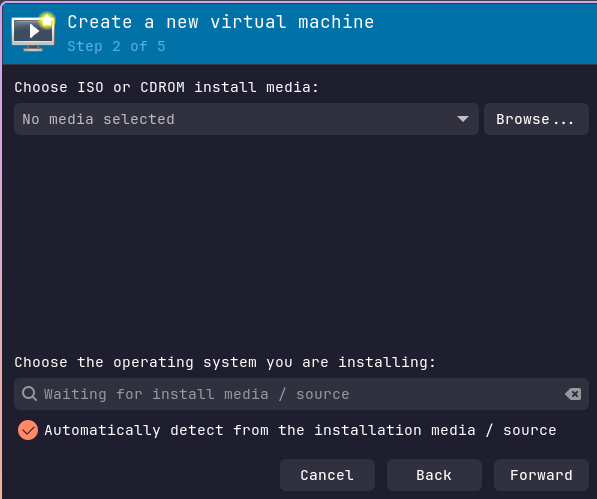 Create a new virtual machine
Step 2 of 5
Choose ISO or CDROM install media:
No media selected
Browse...
Choose the operating system you are installing:
Waiting for install media / source
Automatically detect from the installation media / source
Cancel
Back
Forward